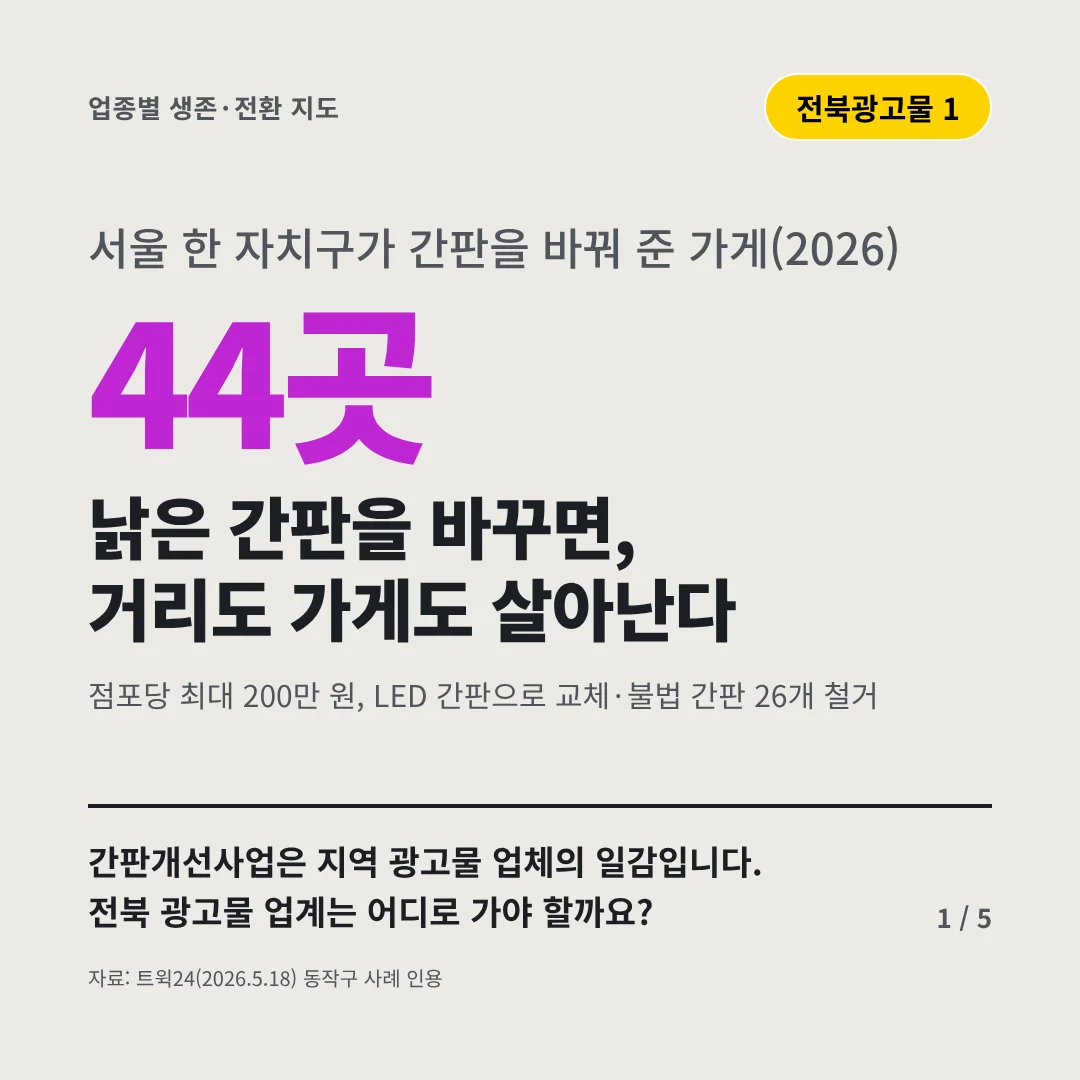 업종별 생존·전환 지도
전북광고물 1
서울 한 자치구가 간판을 바꿔 준 가게(2026)
44곳
낡은 간판을 바꾸면,
거리도 가게도 살아난다
점포당 최대 200만 원, LED 간판으로 교체·불법 간판 26개 철거
간판개선사업은 지역 광고물 업체의 일감입니다.
전북 광고물 업계는 어디로 가야 할까요?
1 / 5
자료: 트윅24(2026.5.18) 동작구 사례 인용